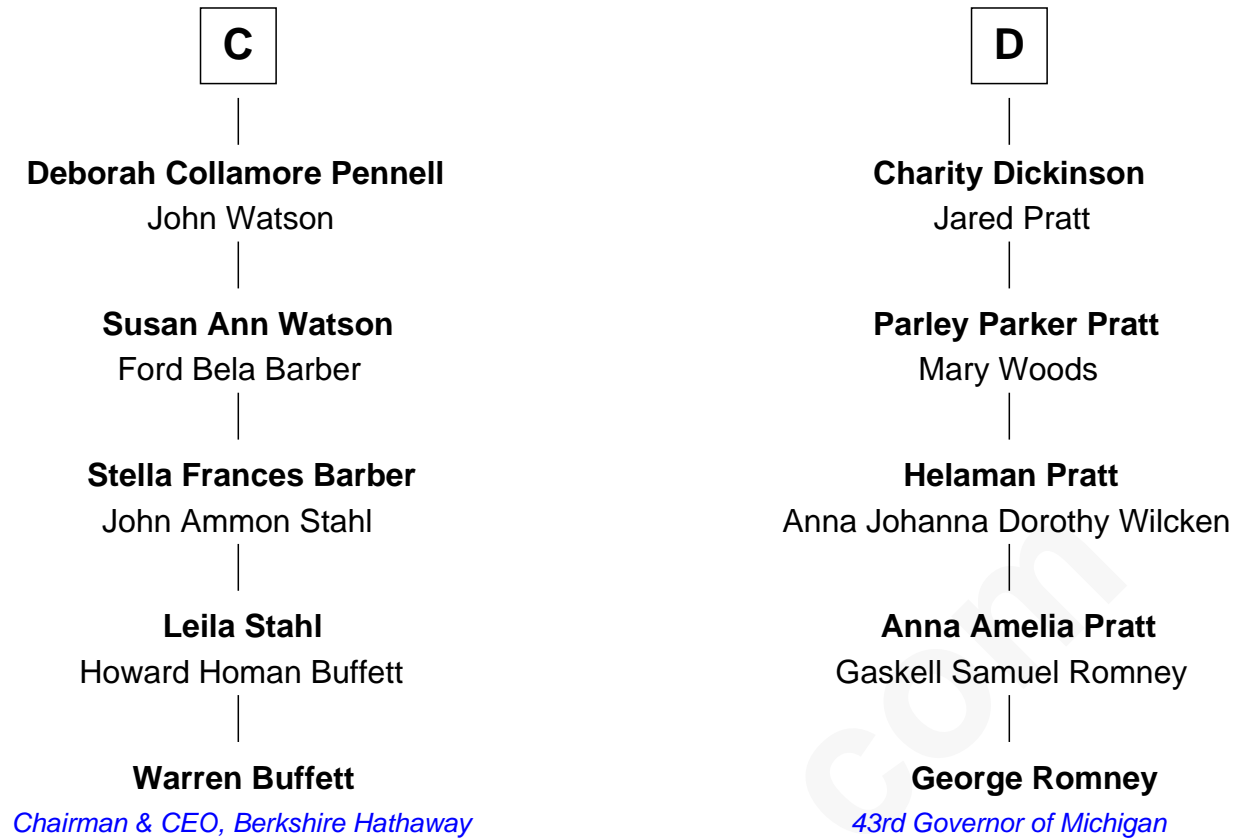 C
Deborah Collamore Pennell
John Watson
Susan Ann Watson
Ford Bela Barber
Stella Frances Barber
John Ammon Stahl
Leila Stahl
Howard Homan Buffett
Warren Buffett
Chairman & CEO, Berkshire Hathaway
D
Charity Dickinson
Jared Pratt
Parley Parker Pratt
Mary Woods
Helaman Pratt
Anna Johanna Dorothy Wilcken
Anna Amelia Pratt
Gaskell Samuel Romney
George Romney
43rd Governor of Michigan
com